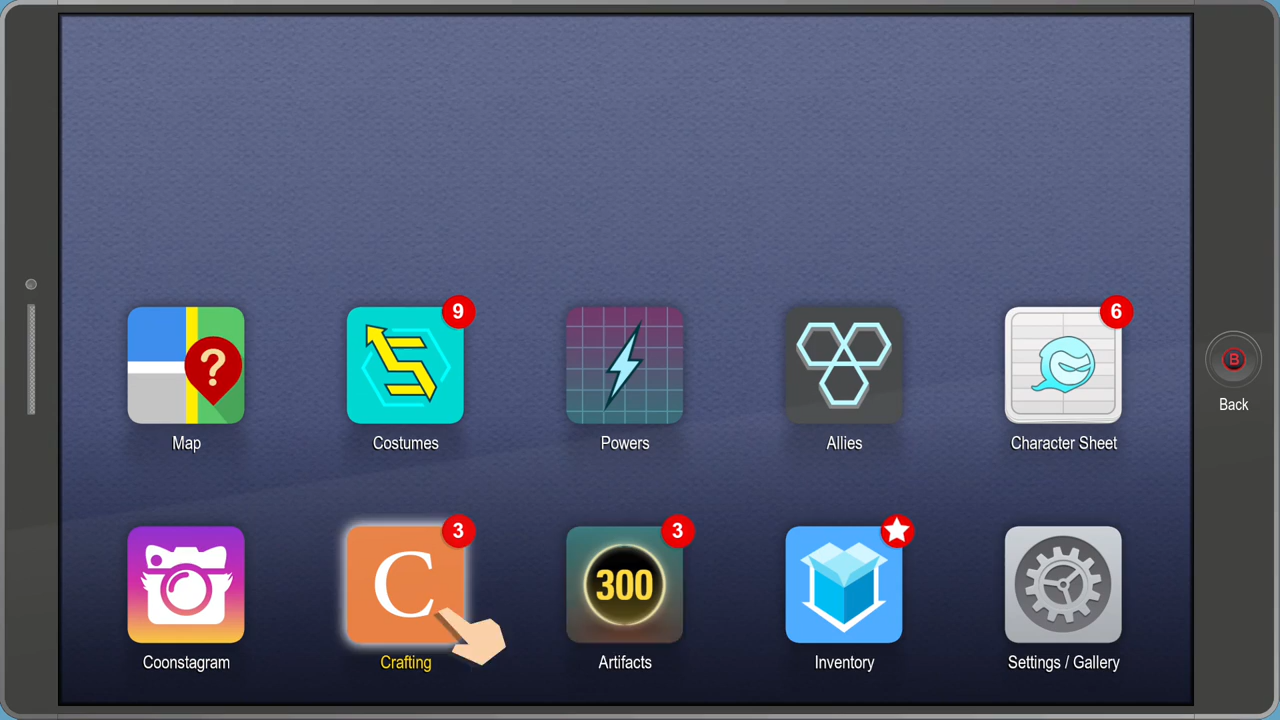 9
6
?
Map
Costumes
Powers
Allies
Character Sheet
B
Back
3
3
C
300
Coonstagram
Crafting
Artifacts
Inventory
Settings / Gallery